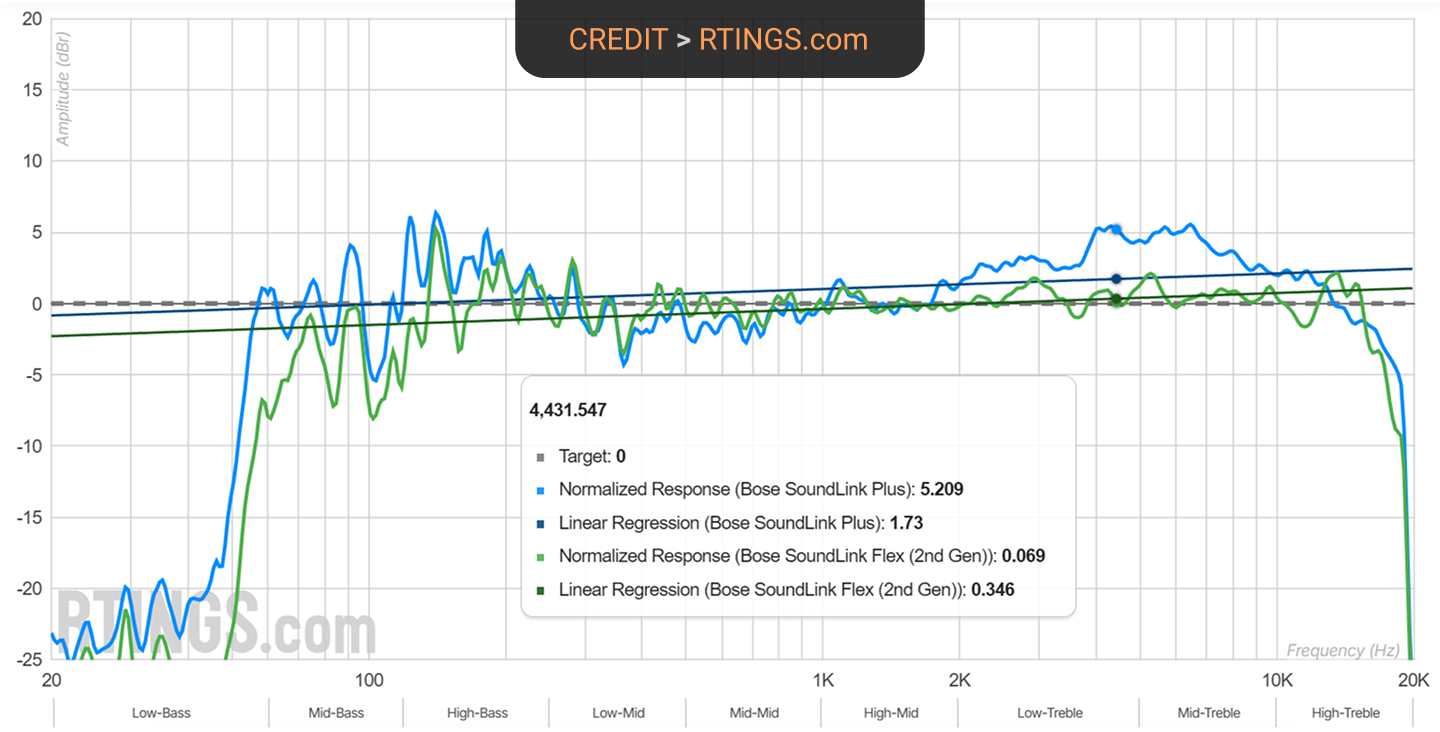 CREDIT > RTINGS.com
Amplitude (dBr)
20
15
10
5
0
-5
-10
-15
-20
-25
4,431.547
Target: 0
Normalized Response (Bose SoundLink Plus): 5.209
Linear Regression (Bose SoundLink Plus): 1.73
Normalized Response (Bose SoundLink Flex (2nd Gen)): 0.069
Linear Regression (Bose SoundLink Flex (2nd Gen)): 0.346
RTINGS.com
Frequency (Hz)
20 100 1K 2K 10K 20K
Low-Bass Mid-Bass High-Bass Low-Mid Mid-Mid High-Mid Low-Treble Mid-Treble High-Treble